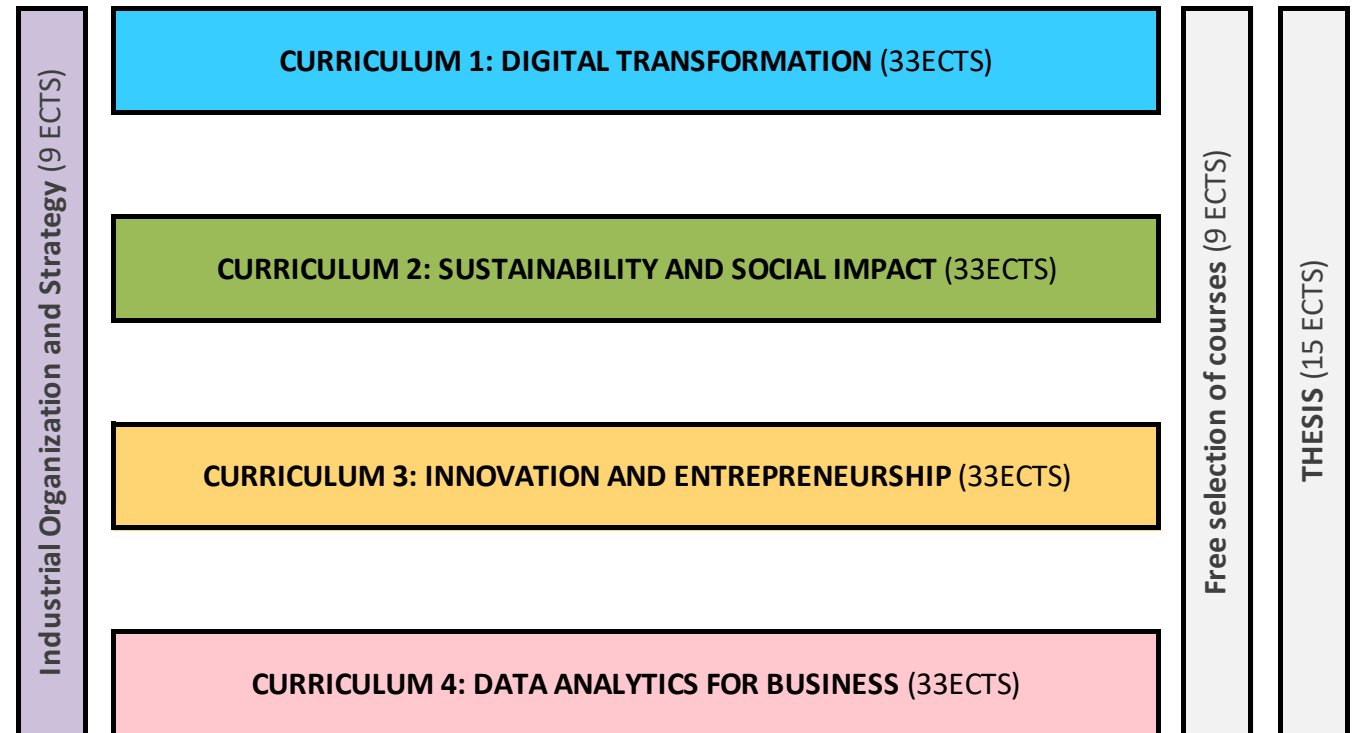 Industrial Organization and Strategy (9 ECTS)
CURRICULUM 1: DIGITAL TRANSFORMATION (33ECTS)
CURRICULUM 2: SUSTAINABILITY AND SOCIAL IMPACT (33ECTS)
CURRICULUM 3: INNOVATION AND ENTREPRENEURSHIP (33ECTS)
CURRICULUM 4: DATA ANALYTICS FOR BUSINESS (33ECTS)
Free selection of courses (9 ECTS)
THESIS (15 ECTS)